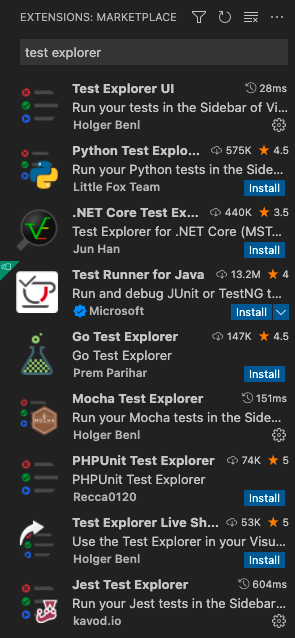 EXTENSIONS: MARKETPLACE
test explorer
Test Explorer UI 28ms
Run your tests in the Sidebar of Vi...
Holger Benl
Python Test Explo... 575K 4.5
Run your Python tests in the Side...
Little Fox Team Install
.NET Core Test Ex... 440K 3.5
Test Explorer for .NET Core (MST...
Jun Han Install
Test Runner for Java 13.2M 4
Run and debug JUnit or TestNG t...
Microsoft Install
Go Test Explorer 147K 4.5
Go Test Explorer
Prem Parihar Install
Mocha Test Explorer 151ms
Run your Mocha tests in the Side...
Holger Benl
PHPUnit Test Explorer 74K 5
PHPUnit Test Explorer
Recca0120 Install
Test Explorer Live Sh... 53K 5
Use the Test Explorer in your Visu...
Holger Benl Install
Jest Test Explorer 604ms
Run your Jest tests in the Sidebar...
kavod.io